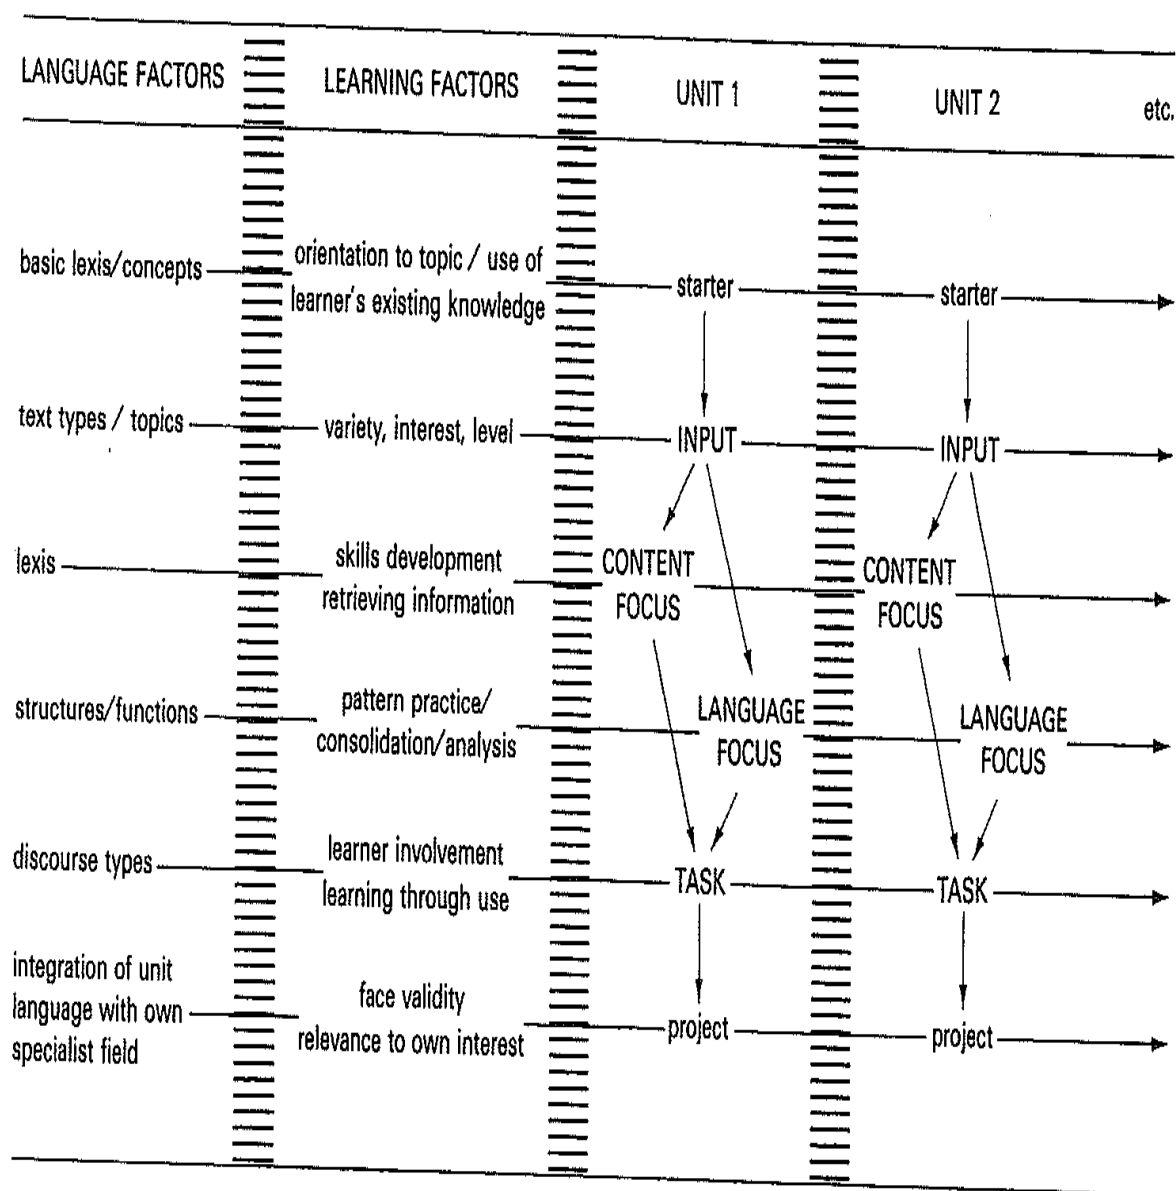 LANGUAGE FACTORS
LEARNING FACTORS
UNIT 1
UNIT 2
etc.
basic lexis/concepts
orientation to topic / use of
learner's existing knowledge
starter
starter
text types / topics
variety, interest, level
INPUT
INPUT
lexis
skills development
retrieving information
CONTENT
FOCUS
CONTENT
FOCUS
structures/functions
pattern practice/
consolidation/analysis
LANGUAGE
FOCUS
LANGUAGE
FOCUS
discourse types
learner involvement
learning through use
TASK
TASK
integration of unit
language with own
specialist field
face validity
relevance to own interest
project
project